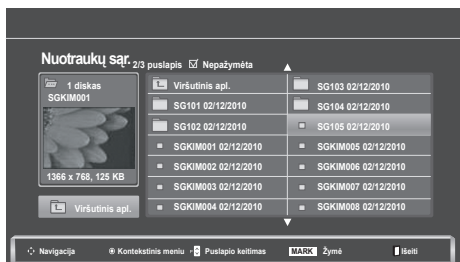 Nuotraukų sąr. 2/3 puslapis ☑ Nepažymėta
1 diskas
SGKIM001
1366 x 768, 125 KB
Viršutinis apl.
Viršutinis apl.
SG101 02/12/2010
SG102 02/12/2010
SGKIM001 02/12/2010
SGKIM002 02/12/2010
SGKIM003 02/12/2010
SGKIM004 02/12/2010
SG103 02/12/2010
SG104 02/12/2010
SG105 02/12/2010
SGKIM005 02/12/2010
SGKIM006 02/12/2010
SGKIM007 02/12/2010
SGKIM008 02/12/2010
Navigacija Kontekstinis meniu P Puslapio keitimas MARK Žymė Išeiti